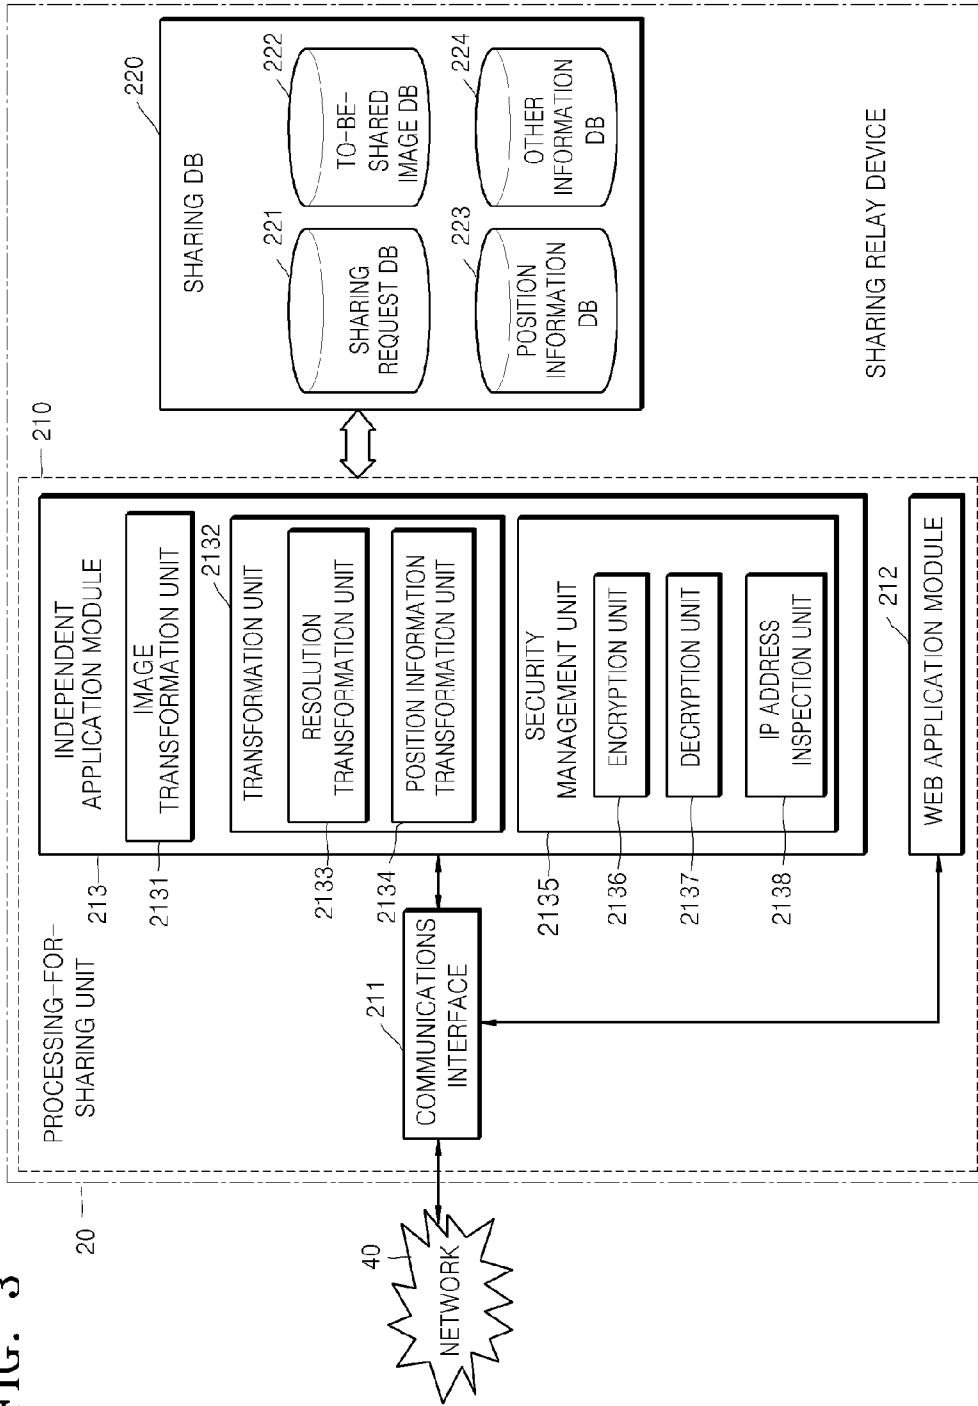 FIG. 3
20
PROCESSING-FOR-
SHARING UNIT
210
40
NETWORK
211
COMMUNICATIONS
INTERFACE
213
INDEPENDENT
APPLICATION MODULE
2131
IMAGE
TRANSFORMATION UNIT
2132
TRANSFORMATION UNIT
2133
RESOLUTION
TRANSFORMATION UNIT
2134
POSITION INFORMATION
TRANSFORMATION UNIT
2135
SECURITY
MANAGEMENT UNIT
2136
ENCRYPTION UNIT
2137
DECRYPTION UNIT
2138
IP ADDRESS
INSPECTION UNIT
212
WEB APPLICATION MODULE
220
SHARING DB
221
SHARING
REQUEST DB
222
TO-BE-
SHARED
IMAGE DB
223
POSITION
INFORMATION
DB
224
OTHER
INFORMATION
DB
SHARING RELAY DEVICE